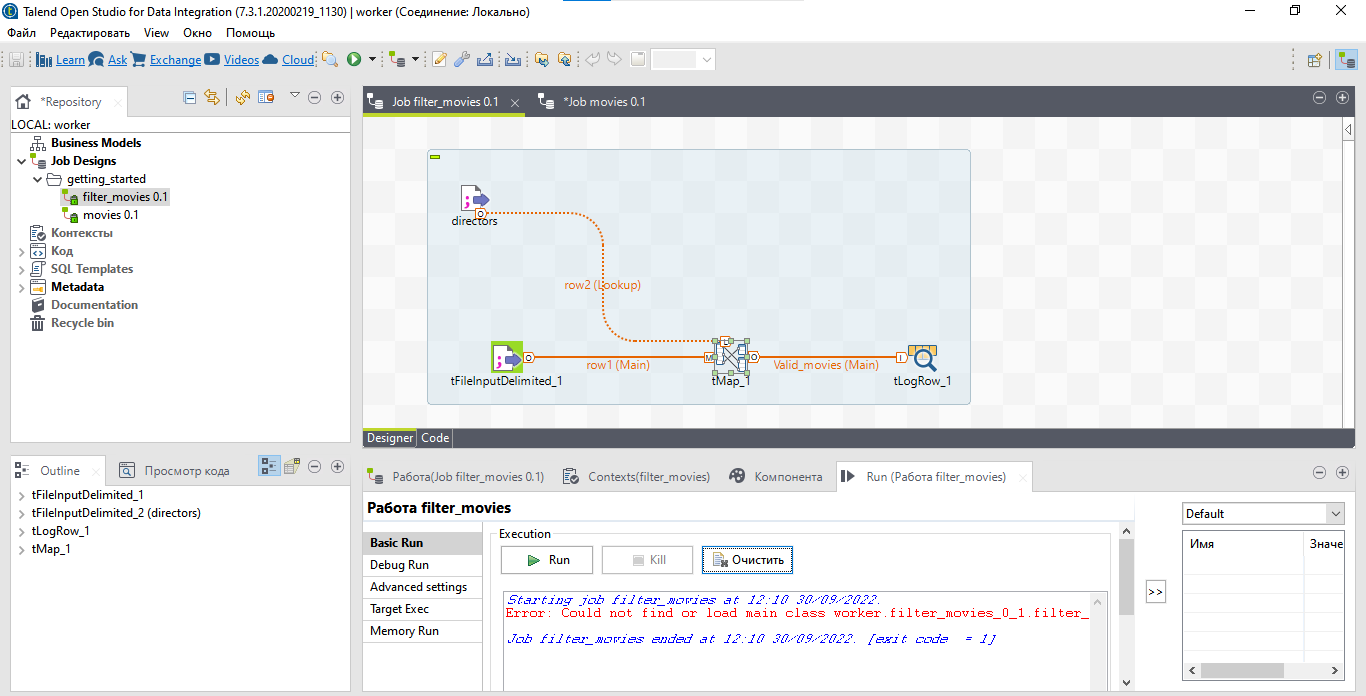 Talend Open Studio for Data Integration (7.3.1.20200219_1130) | worker (Соединение: Локально)
Файл Редактировать View Окно Помощь
Learn Ask Exchange Videos Cloud
*Repository
LOCAL: worker
Business Models
Job Designs
getting_started
filter_movies 0.1
movies 0.1
Контексты
Код
SQL Templates
Metadata
Documentation
Recycle bin
Job filter_movies 0.1
*Job movies 0.1
directors
row2 (Lookup)
row1 (Main)
Valid_movies (Main)
tFileInputDelimited_1
tMap_1
tLogRow_1
Designer Code
Outline
Просмотр кода
tFileInputDelimited_1
tFileInputDelimited_2 (directors)
tLogRow_1
tMap_1
Работа(Job filter_movies 0.1)
Contexts(filter_movies)
Компонента
Run (Работа filter_movies)
Работа filter_movies
Basic Run
Debug Run
Advanced settings
Target Exec
Memory Run
Execution
Run
Kill
Очистить
Starting job filter_movies at 12:10 30/09/2022.
Error: Could not find or load main class worker.filter_movies_0_1.filter_
Job filter_movies ended at 12:10 30/09/2022. [exit code  = 1]
>>
Default
Имя Значе